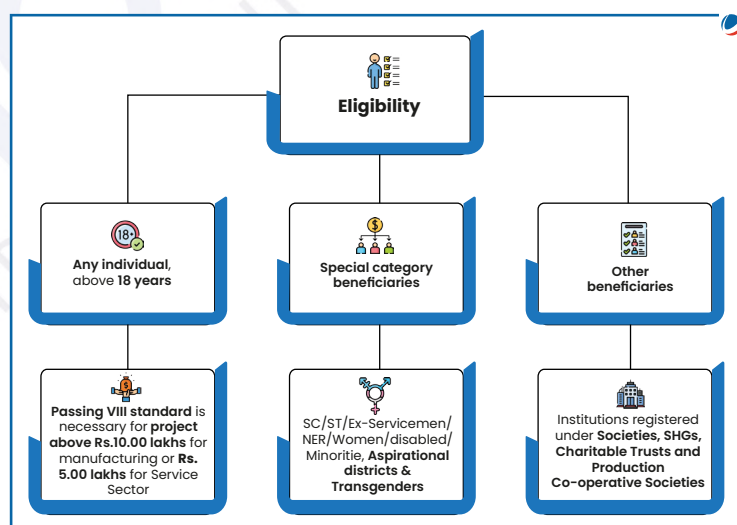 Eligibility
18+
Any individual,
above 18 years
$
Special category
beneficiaries
Other
beneficiaries
$
Passing VIII standard is
necessary for project
above Rs.10.00 lakhs for
manufacturing or Rs.
5.00 lakhs for Service
Sector
SC/ST/Ex-Servicemen/
NER/Women/disabled/
Minoritie, Aspirational
districts &
Transgenders
Institutions registered
under Societies, SHGs,
Charitable Trusts and
Production
Co-operative Societies